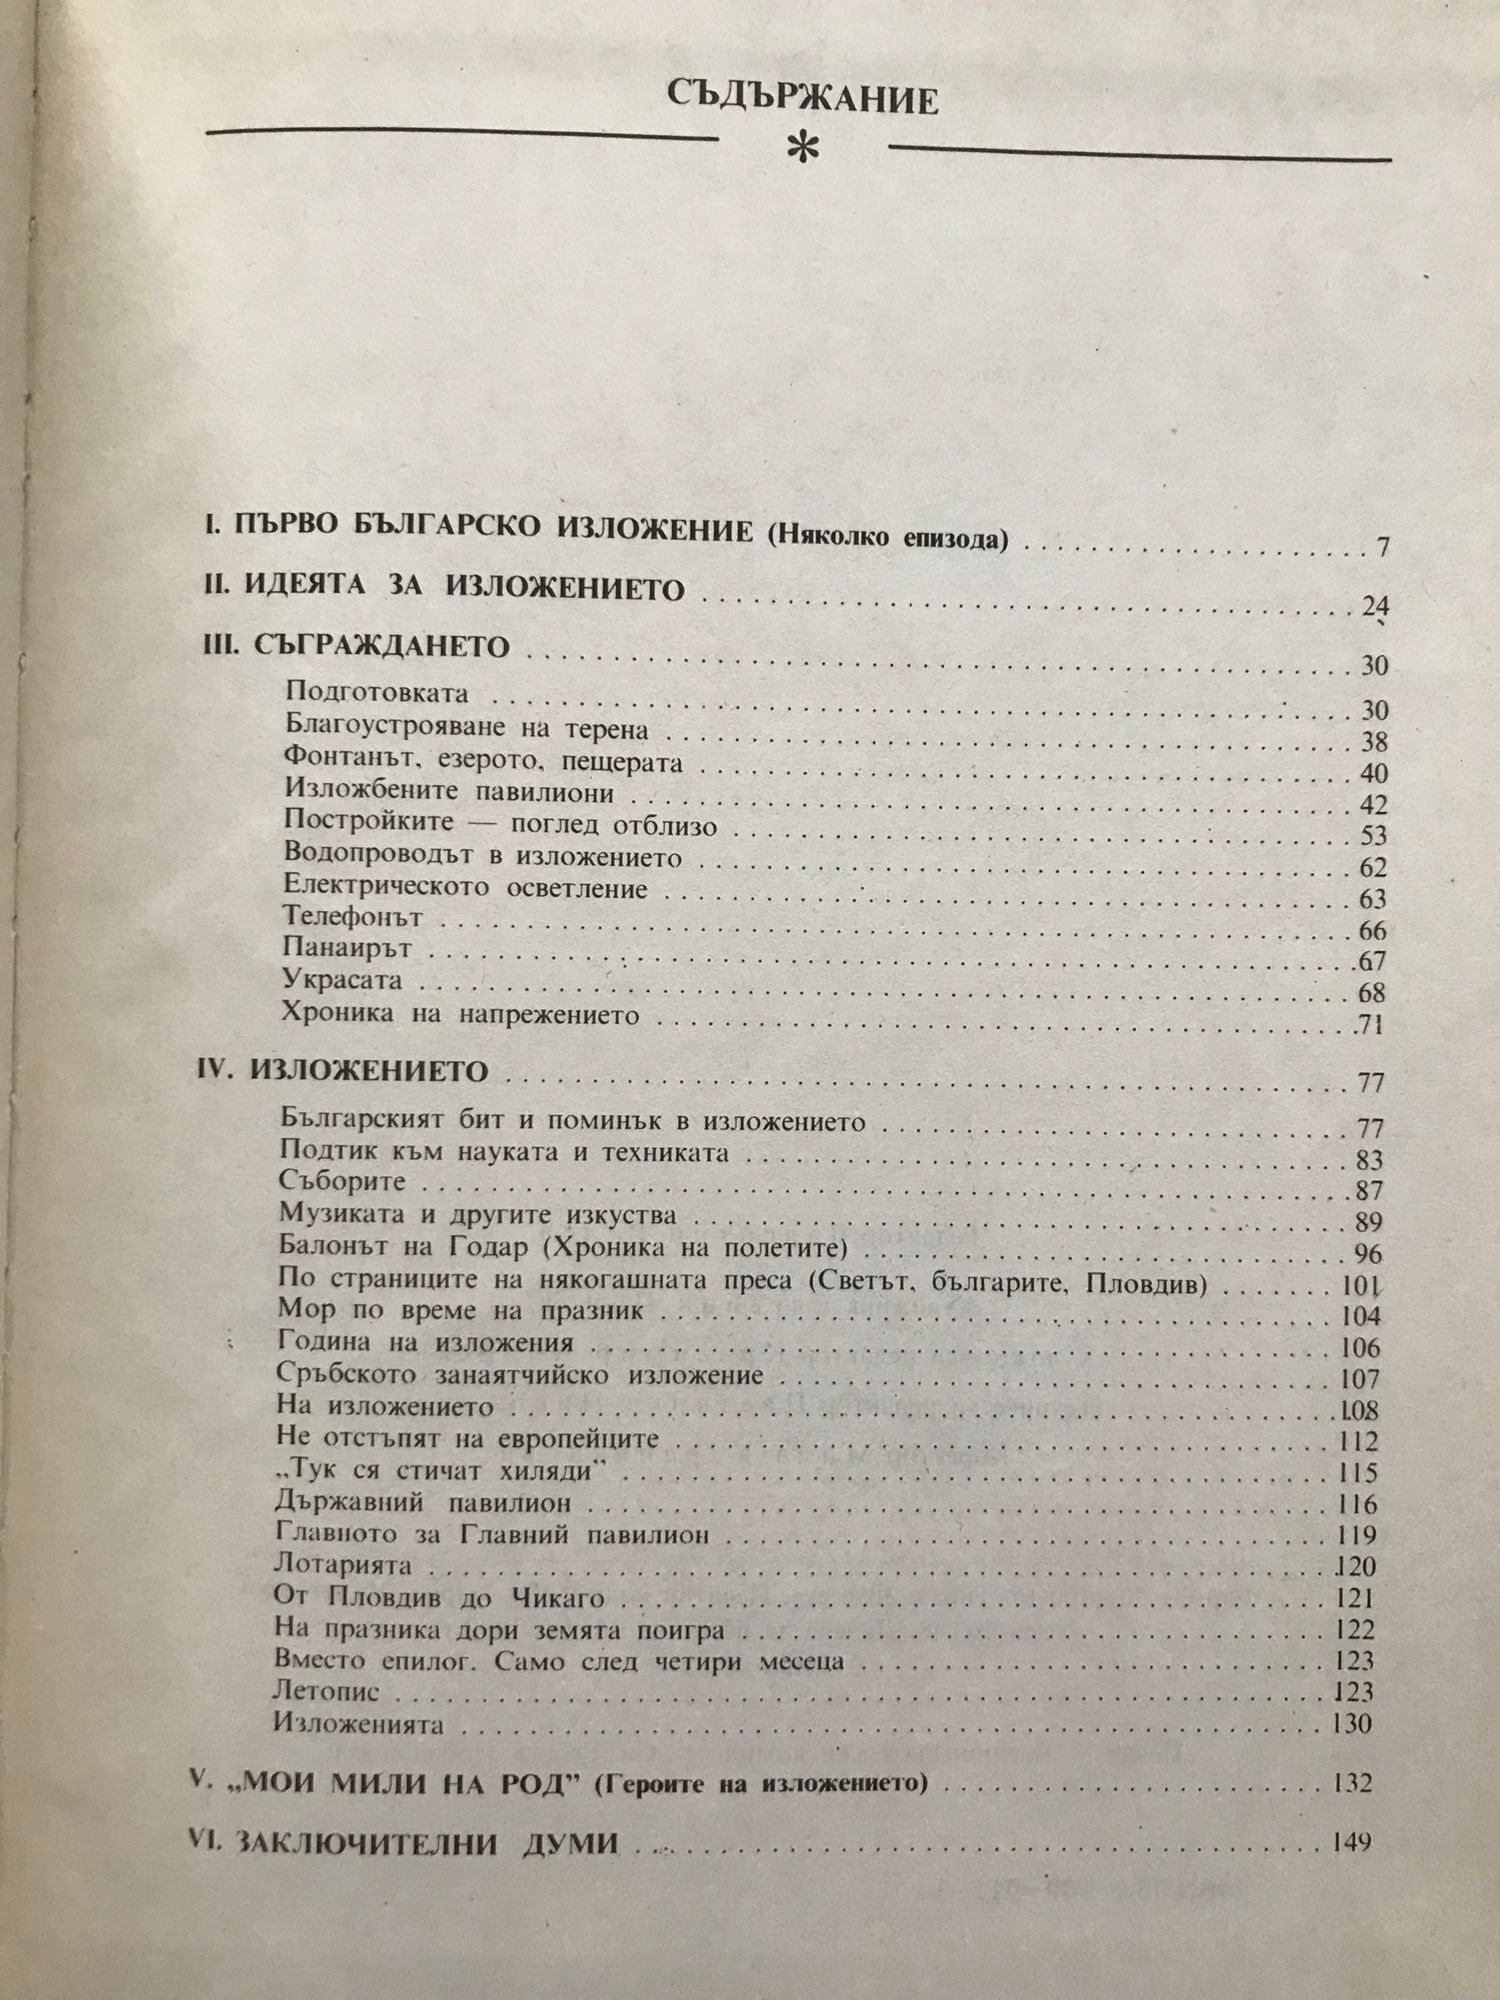 СЪДЪРЖАНИЕ
*
I. ПЪРВО БЪЛГАРСКО ИЗЛОЖЕНИЕ (Няколко епизода) . . . . . 7
II. ИДЕЯТА ЗА ИЗЛОЖЕНИЕТО . . . . . 24
III. СЪГРАЖДАНЕТО . . . . . 30
Подготовката . . . . . 30
Благоустрояване на терена . . . . . 38
Фонтанът, езерото, пещерата . . . . . 40
Изложбените павилиони . . . . . 42
Постройките — поглед отблизо . . . . . 53
Водопроводът в изложението . . . . . 62
Електрическото осветление . . . . . 63
Телефонът . . . . . 66
Панаирът . . . . . 67
Украсата . . . . . 68
Хроника на напрежението . . . . . 71
IV. ИЗЛОЖЕНИЕТО . . . . . 77
Българският бит и поминък в изложението . . . . . 77
Подтик към науката и техниката . . . . . 83
Съборите . . . . . 87
Музиката и другите изкуства . . . . . 89
Балонът на Годар (Хроника на полетите) . . . . . 96
По страниците на някогашната преса (Светът, българите, Пловдив) . . . . . 101
Мор по време на празник . . . . . 104
Година на изложения . . . . . 106
Сръбското занаятчийско изложение . . . . . 107
На изложението . . . . . 108
Не отстъпят на европейците . . . . . 112
„Тук ся стичат хиляди” . . . . . 115
Държавний павилион . . . . . 116
Главното за Главний павилион . . . . . 119
Лотарията . . . . . 120
От Пловдив до Чикаго . . . . . 121
На празника дори земята поигра . . . . . 122
Вместо епилог. Само след четири месеца . . . . . 123
Летопис . . . . . 123
Изложенията . . . . . 130
V. „МОИ МИЛИ НА РОД” (Героите на изложението) . . . . . 132
VI. ЗАКЛЮЧИТЕЛНИ ДУМИ . . . . . 149